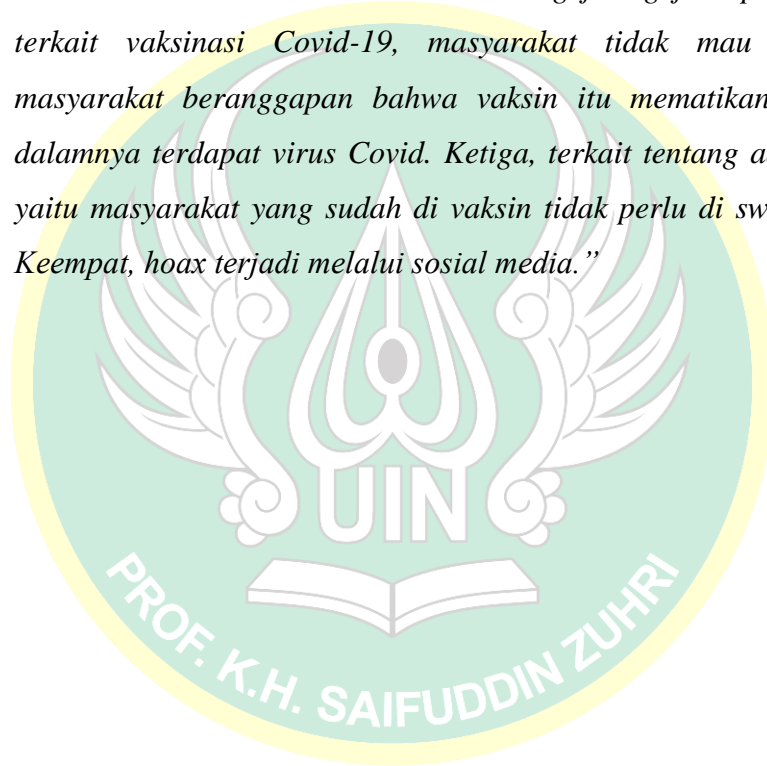 terkait vaksinasi Covid-19, masyarakat tidak mau
masyarakat beranggapan bahwa vaksin itu mematikan
dalamnya terdapat virus Covid. Ketiga, terkait tentang
yaitu masyarakat yang sudah di vaksin tidak perlu di
Keempat, hoax terjadi melalui sosial media.”
UIN
PROF. K.H. SAIFUDDIN ZUHRI